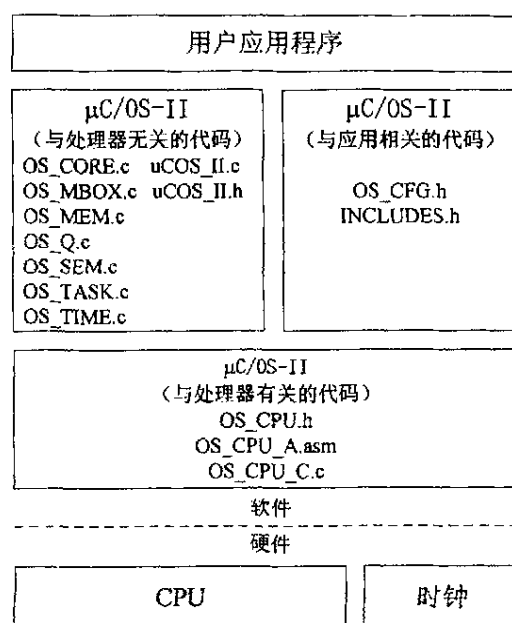 用户应用程序
μC/OS-II
(与处理器无关的代码)
OS_CORE.c uCOS_II.c
OS_MBOX.c uCOS_II.h
OS_MEM.c
OS_Q.c
OS_SEM.c
OS_TASK.c
OS_TIME.c
μC/OS-II
(与应用相关的代码)
OS_CFG.h
INCLUDES.h
μC/OS-II
(与处理器有关的代码)
OS_CPU.h
OS_CPU_A.asm
OS_CPU_C.c
软件
硬件
CPU
时钟